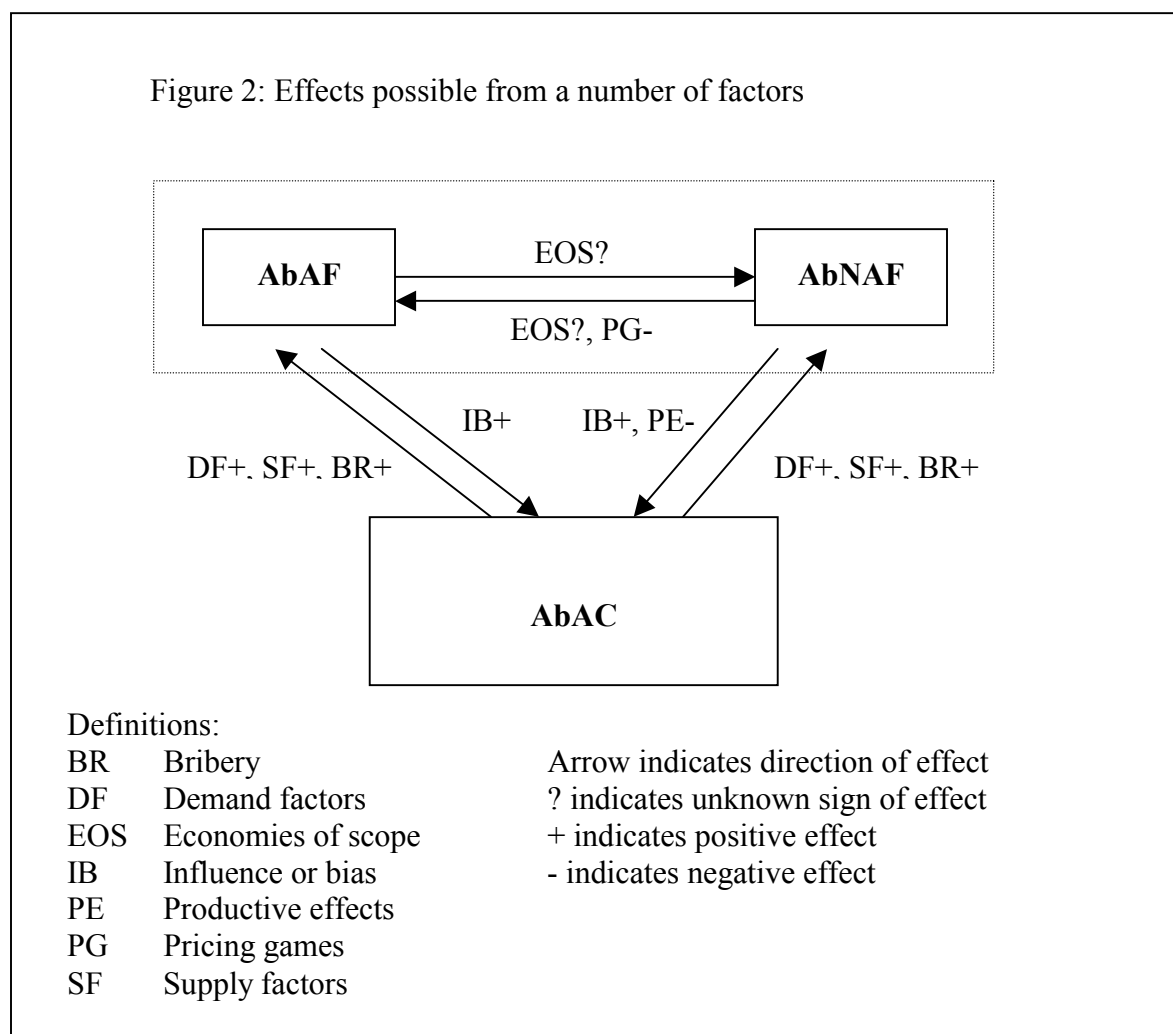 Figure 2: Effects possible from a number of factors
AbAF
EOS?
AbNAF
EOS?, PG-
IB+
IB+, PE-
DF+, SF+, BR+
DF+, SF+, BR+
AbAC
Definitions:
BR Bribery
Arrow indicates direction of effect
DF Demand factors
? indicates unknown sign of effect
EOS Economies of scope
+ indicates positive effect
IB Influence or bias
- indicates negative effect
PE Productive effects
PG Pricing games
SF Supply factors